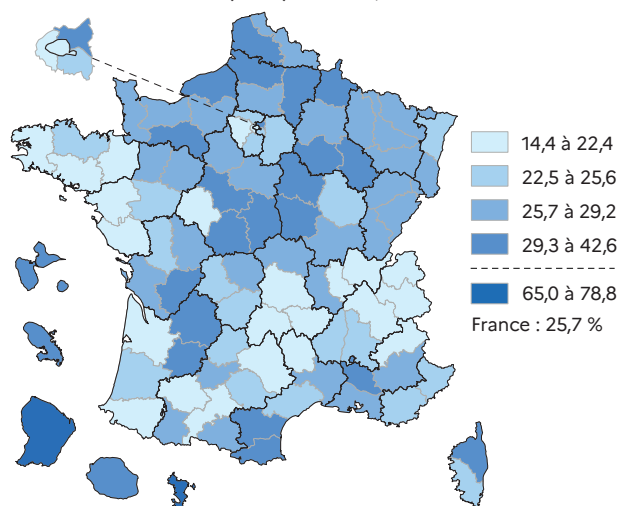 14,4 à 22,4
22,5 à 25,6
25,7 à 29,2
29,3 à 42,6
65,0 à 78,8
France : 25,7 %